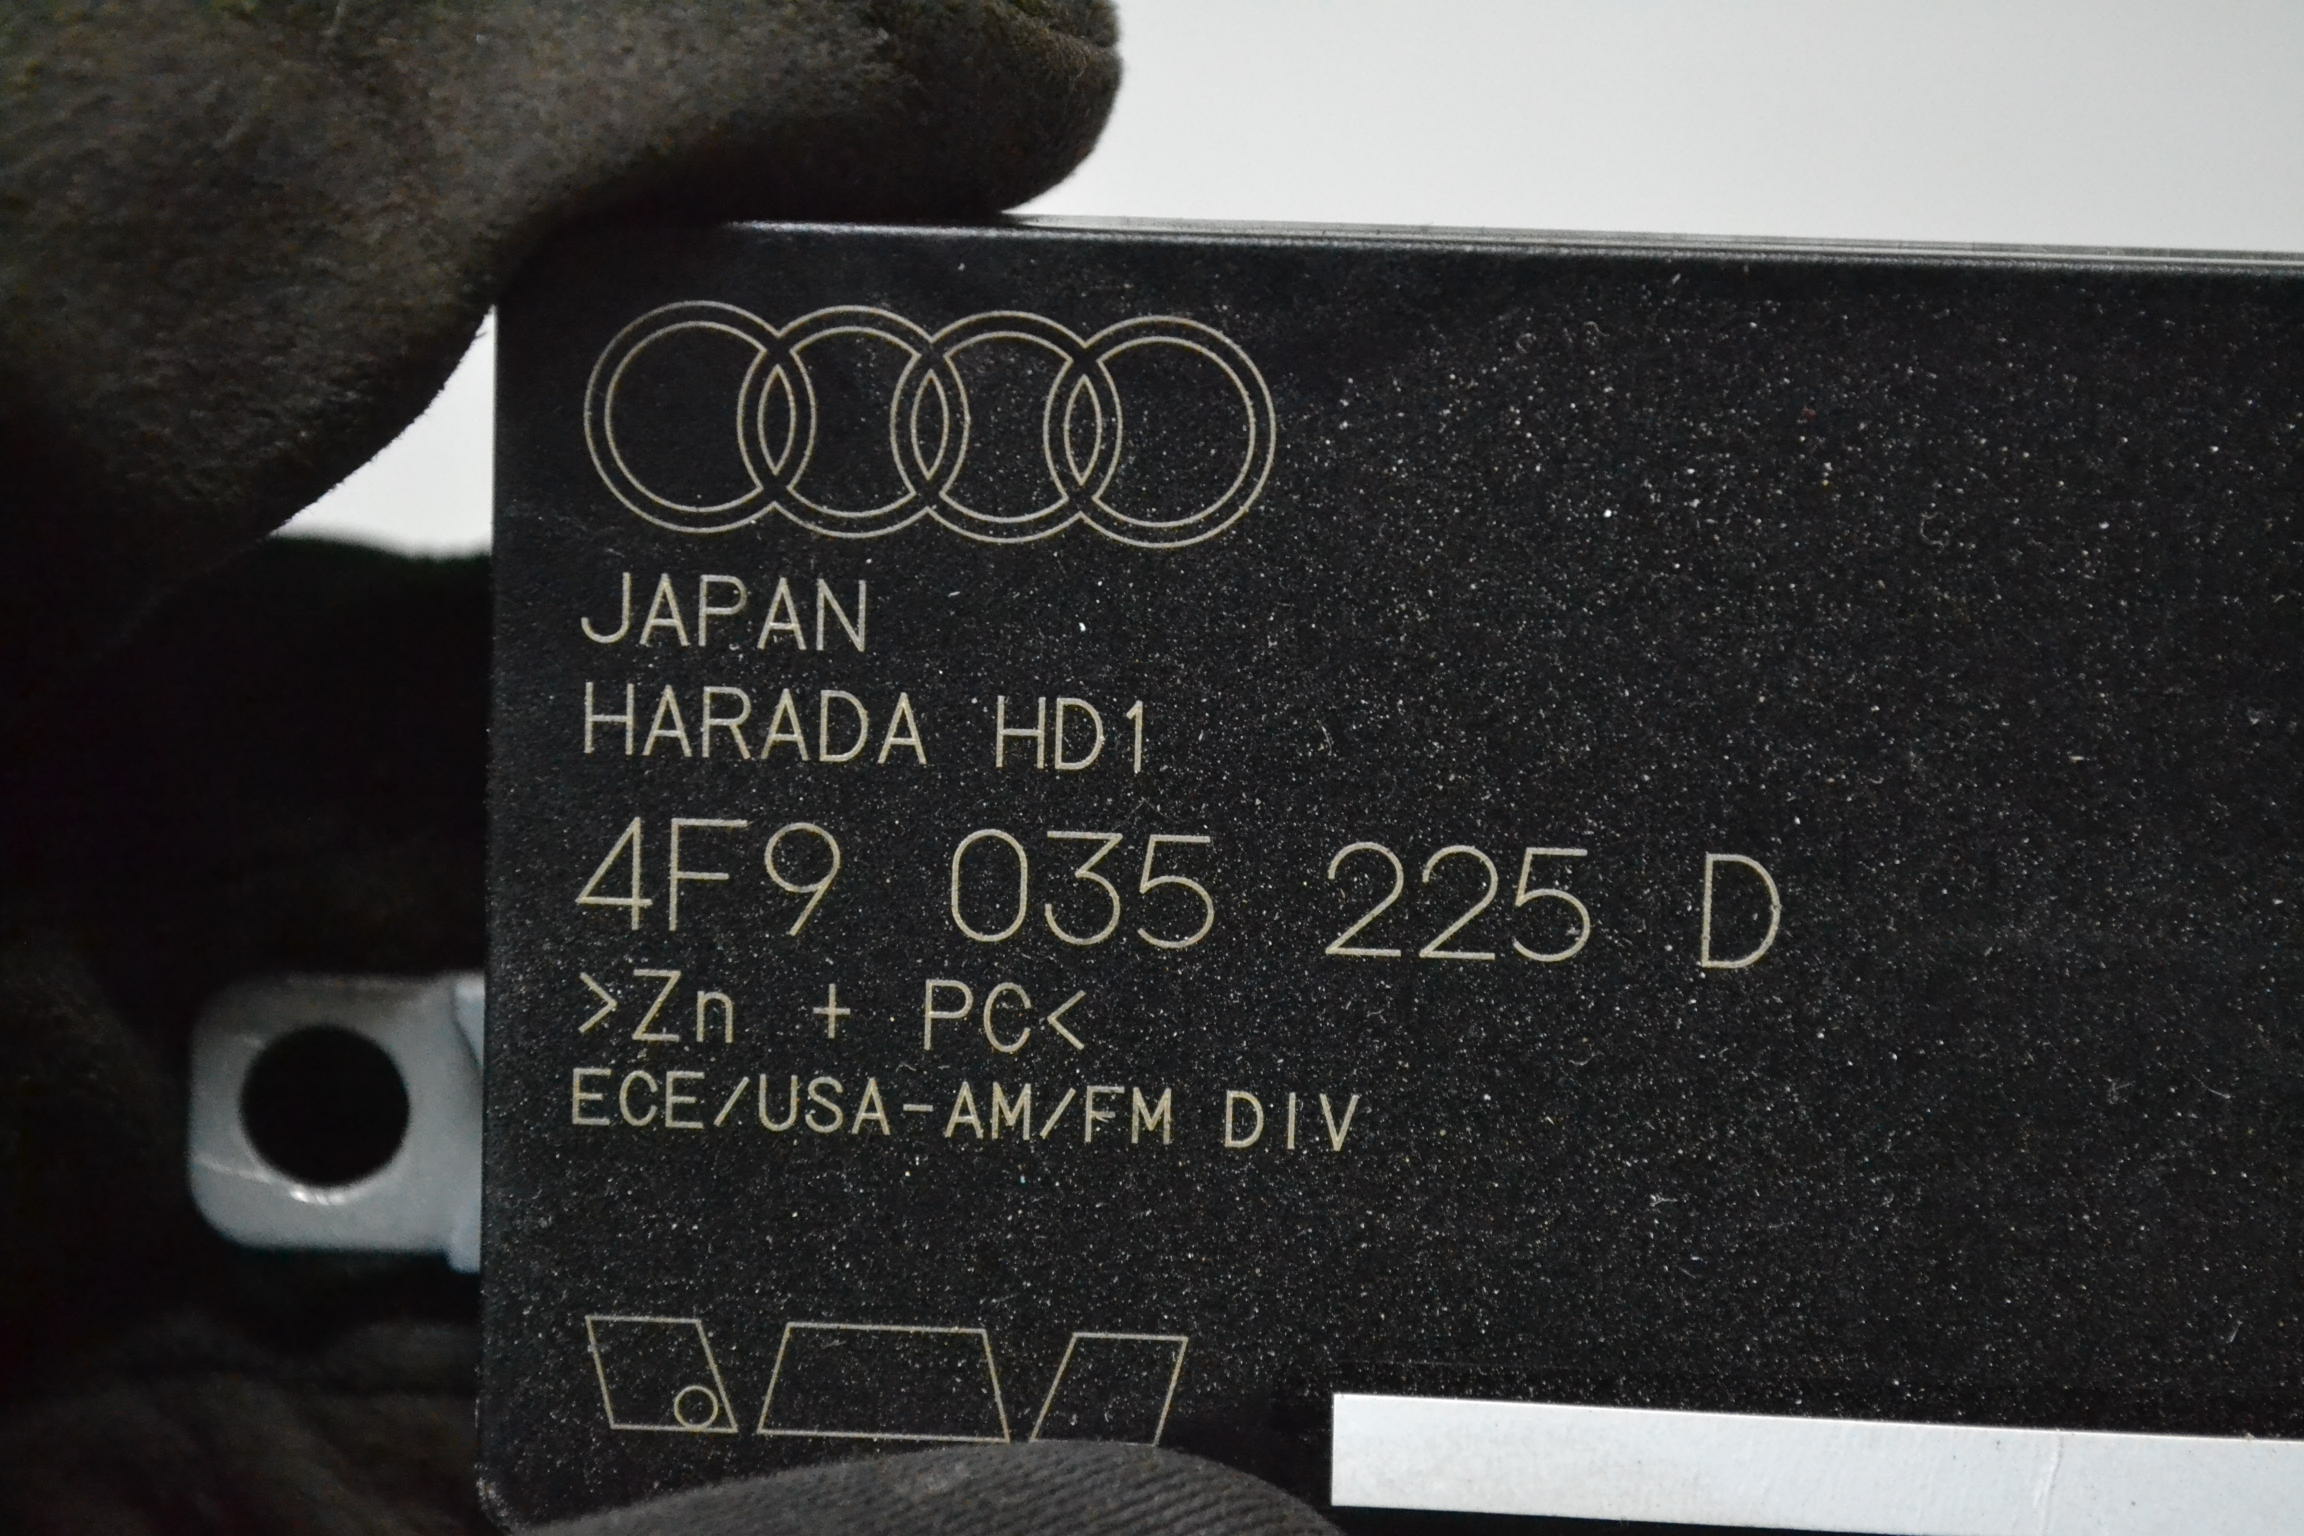 JAPAN
HARADA HD1
4F9 035 225 D
>Zn + PC<
ECE/USA-AM/FM DIV